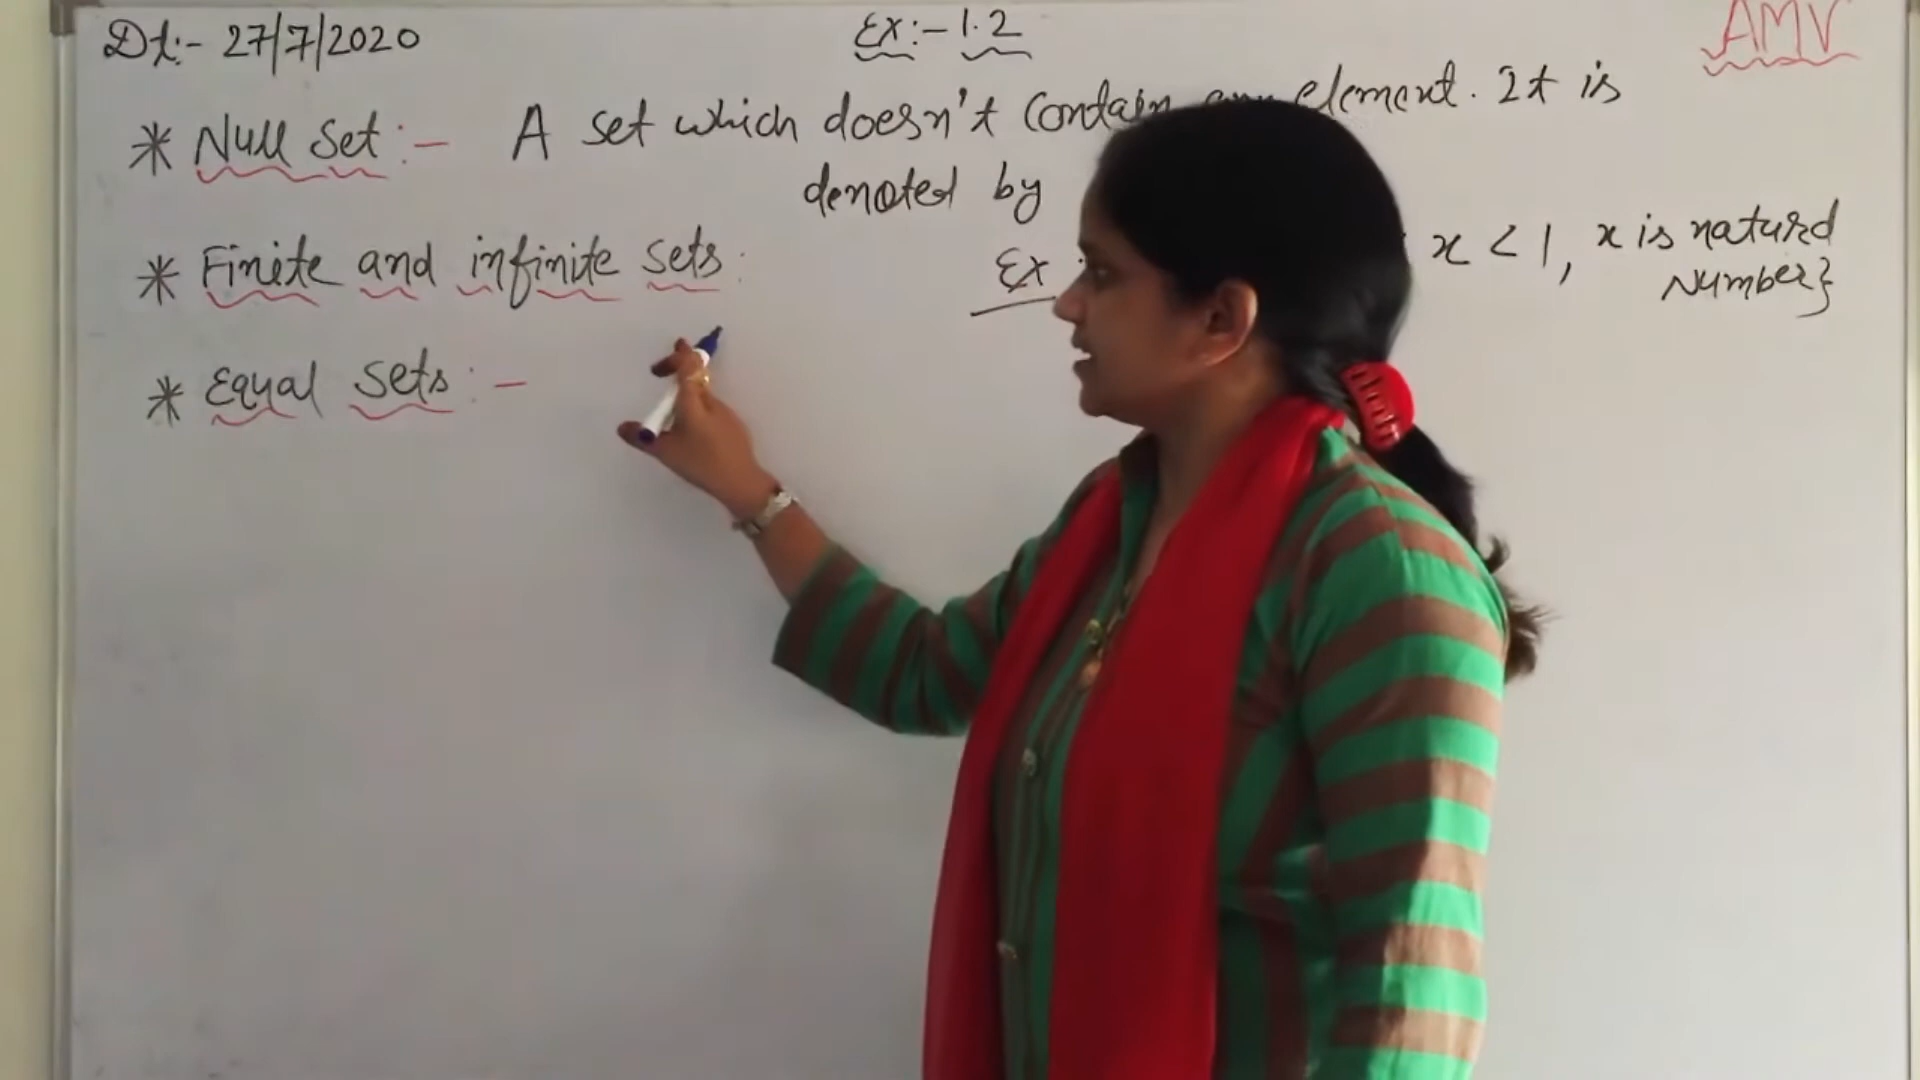 Dt:- 27/7/2020
Ex:- 1.2
AMV
* Null Set :- A set which doesn't contain element. It is
denoted by
* Finite and infinite sets:
Ex x < 1, x is natural
Number}
* Equal sets :-